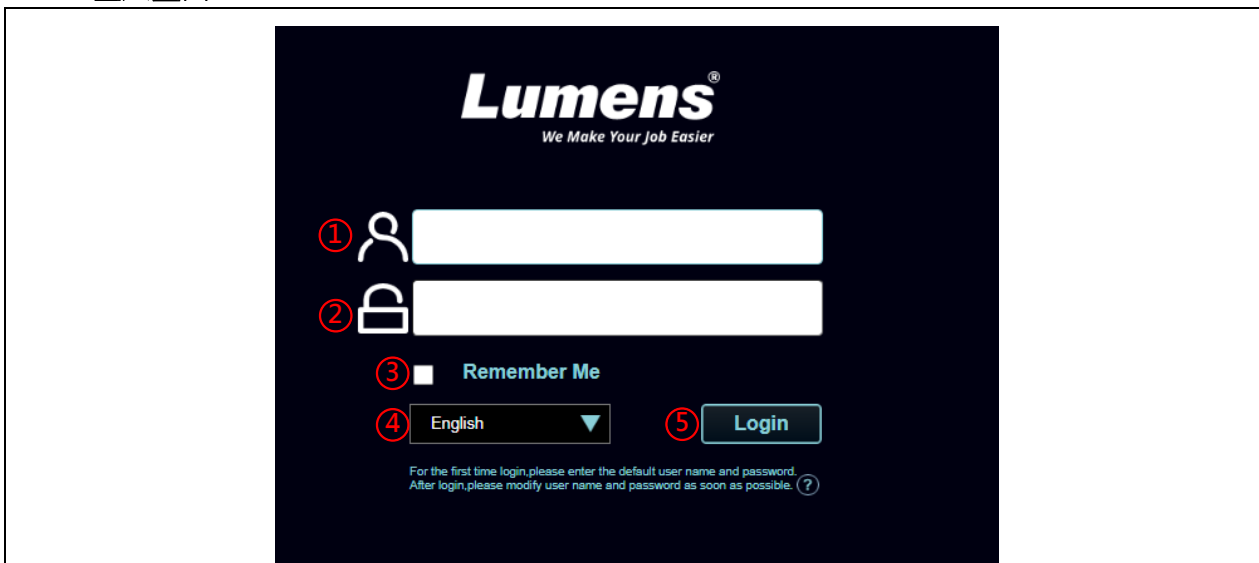 Lumens®
We Make Your Job Easier
①
②
③ Remember Me
④ English ⑤ Login
For the first time login,please enter the default user name and password.
After login,please modify user name and password as soon as possible. ?